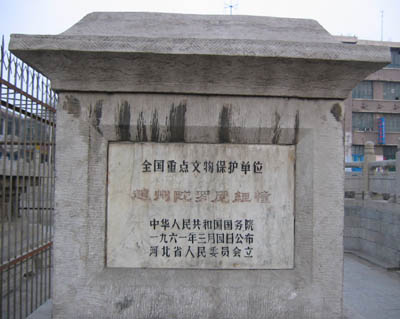 全国重点文物保护单位
赵州陀罗尼经幢
中华人民共和国国务院
一九六一年三月四日公布
河北省人民委员会立